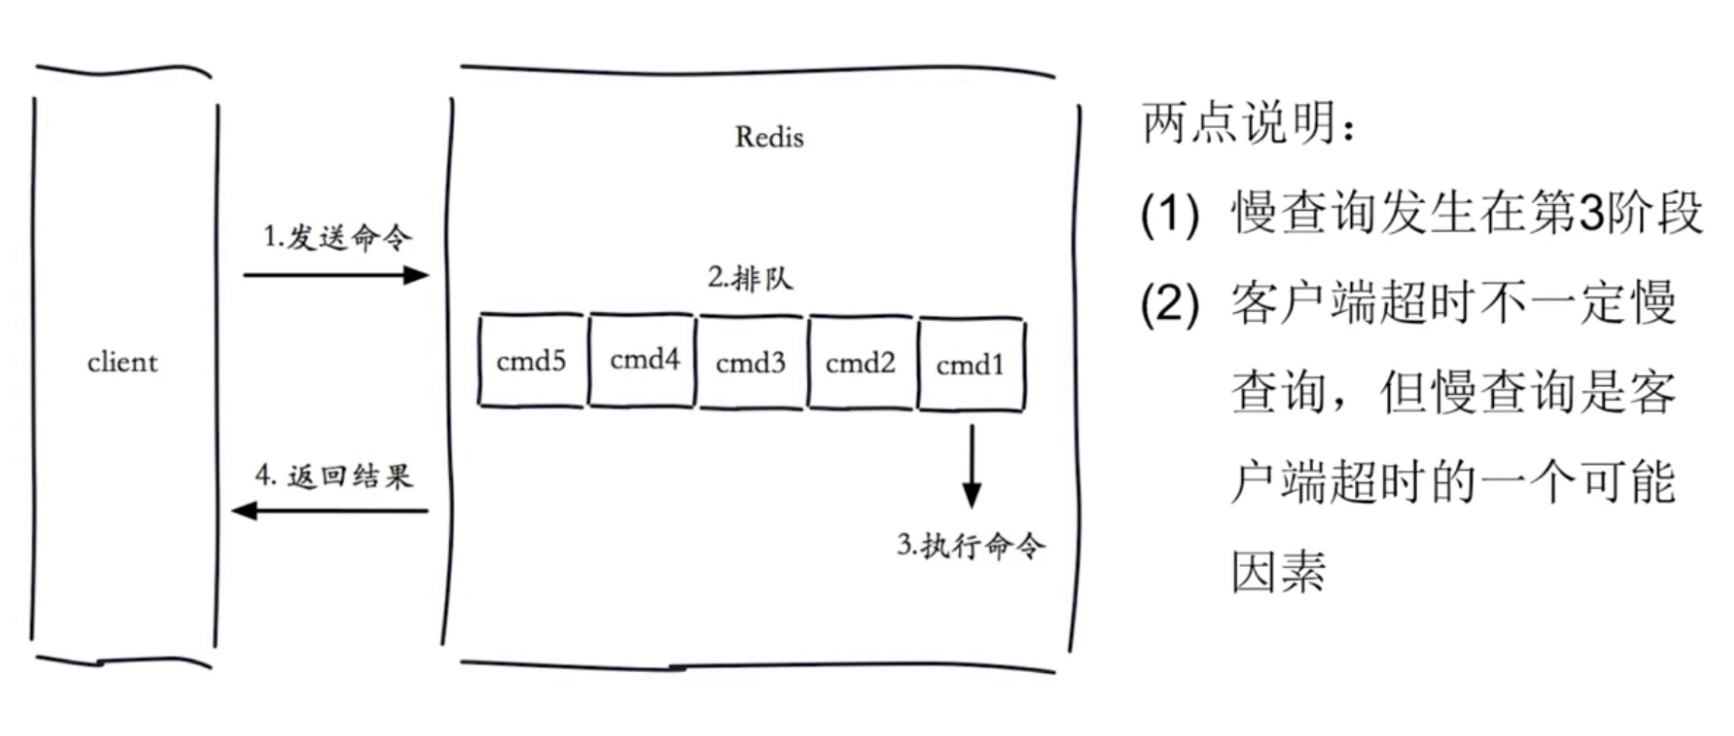 Redis
1.发送命令
2.排队
client
cmd5 cmd4 cmd3 cmd2 cmd1
4. 返回结果
3.执行命令
两点说明：
(1) 慢查询发生在第3阶段
(2) 客户端超时不一定慢
查询，但慢查询是客
户端超时的一个可能
因素